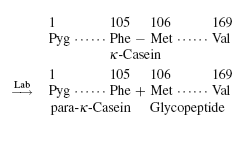 1 105 106 169
Pyg ······ Phe − Met ······ Val
κ-Casein
1 105 106 169
Lab
⟶ Pyg ······ Phe + Met ······ Val
para-κ-Casein Glycopeptide